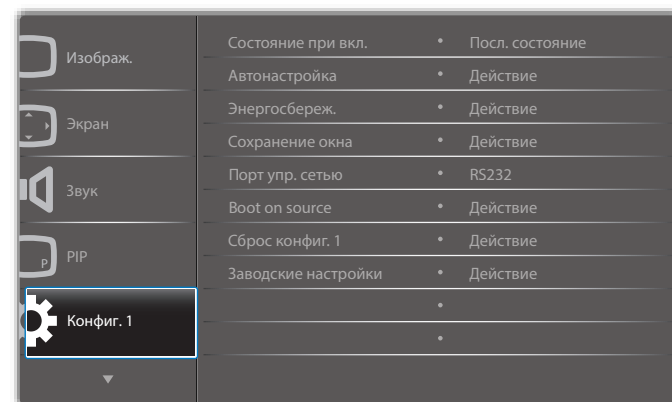 Изображ.
Экран
Звук
PIP
P
Конфиг. 1
Состояние при вкл. • Посл. состояние
Автонастройка • Действие
Энергосбереж. • Действие
Сохранение окна • Действие
Порт упр. сетью • RS232
Boot on source • Действие
Сброс конфиг. 1 • Действие
Заводские настройки • Действие
•
•